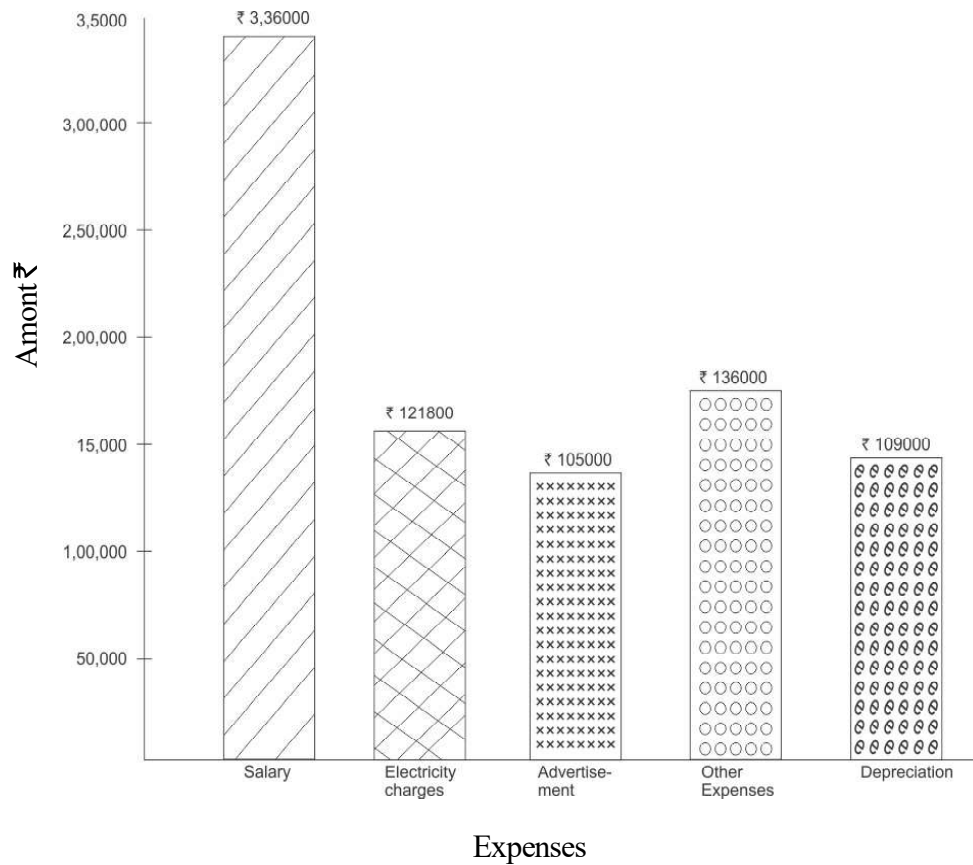 3,5000
₹ 3,36000
3,00,000
2,50,000
2,00,000
₹ 136000
₹ 121800
15,000
₹ 105000
₹ 109000
1,00,000
50,000
Amont ₹
Salary
Electricity
charges
Advertise-
ment
Other
Expenses
Depreciation
Expenses